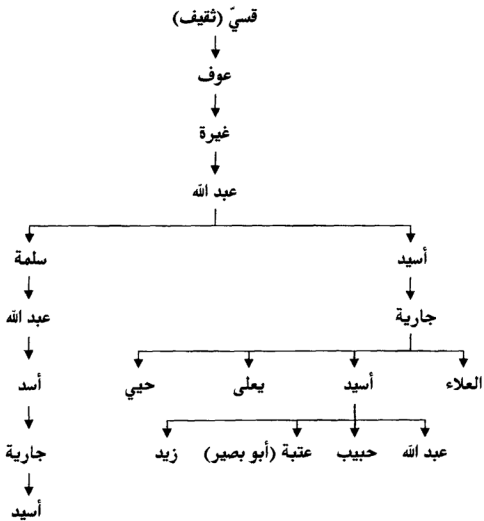 قسيّ (ثقيف)
عوف
غيرة
عبد الله
أسيد سلمة
جارية عبد الله
العلاء أسيد يعلى حيي أسد
عبد الله حبيب عتبة (أبو بصير) زيد جارية
أسيد